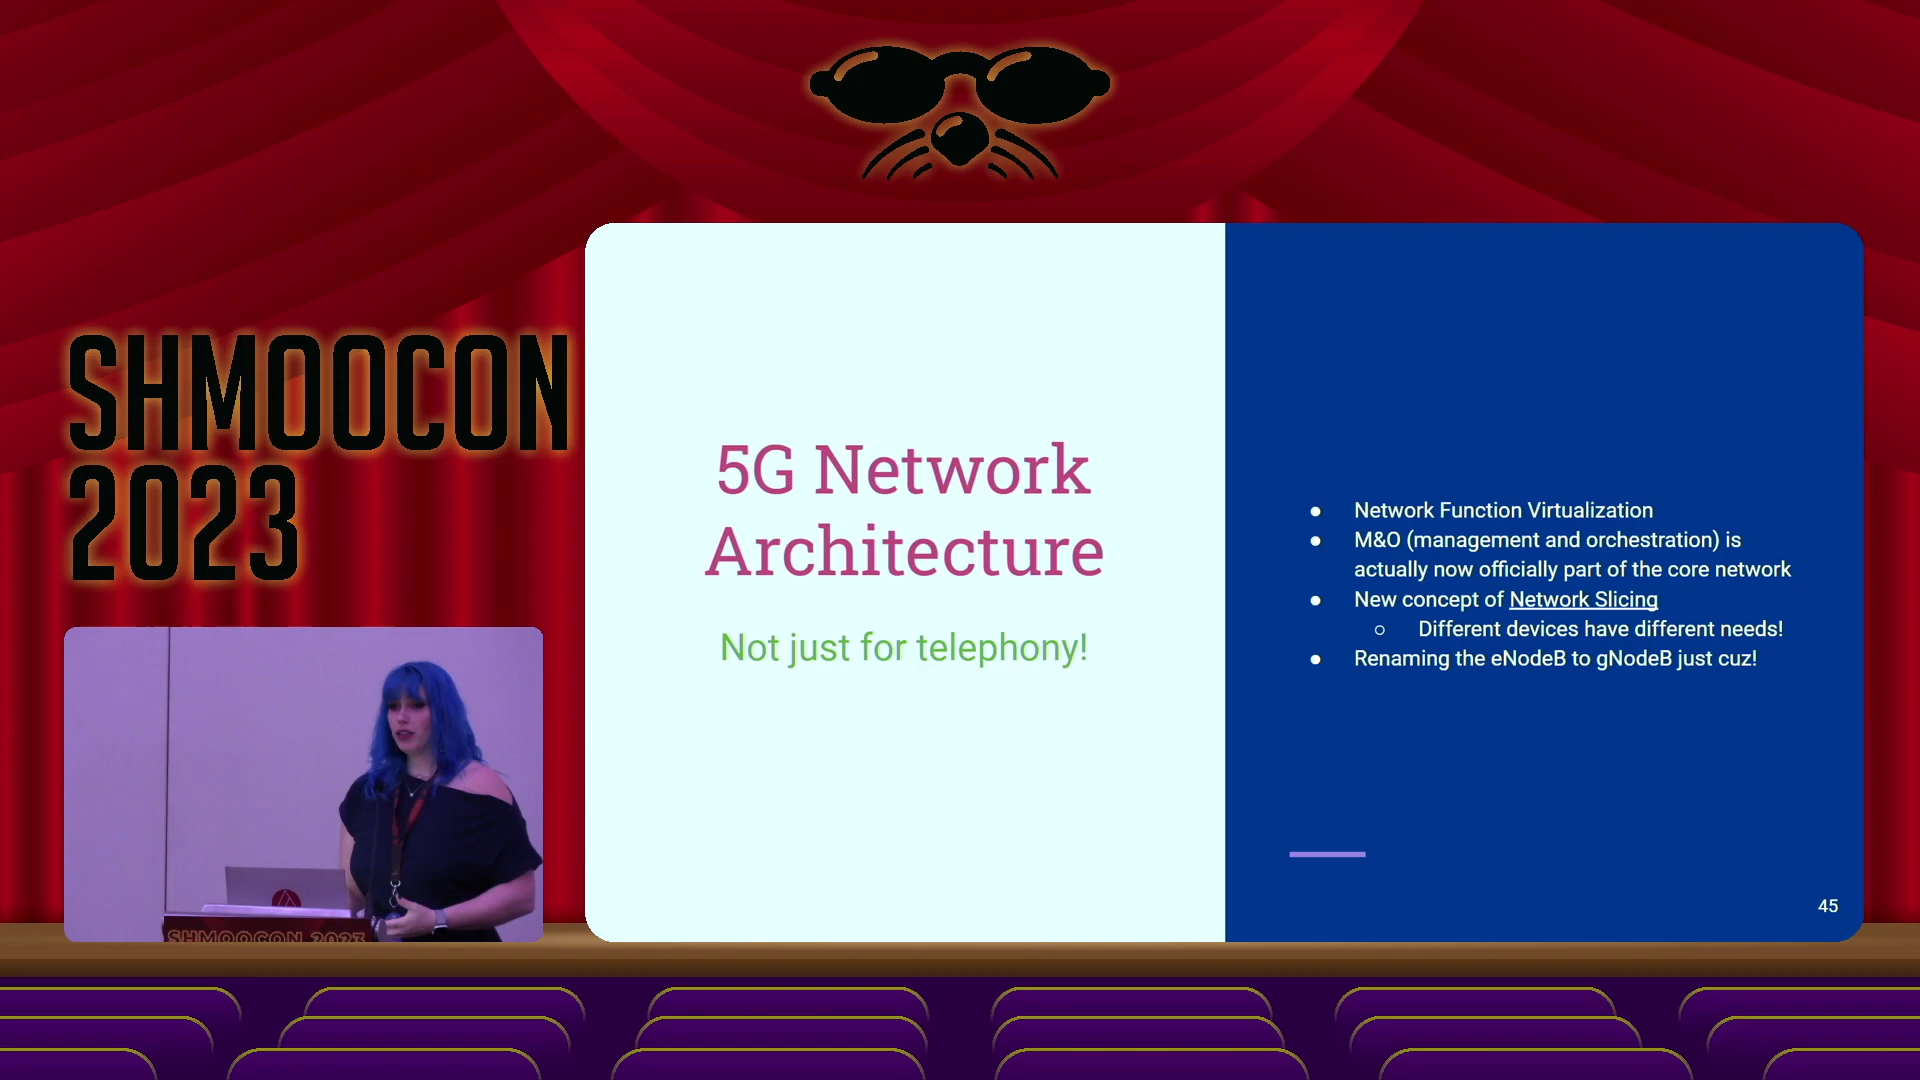 SHMOOCON
2023
5G Network
Architecture
Not just for telephony!
● Network Function Virtualization
● M&O (management and orchestration) is
actually now officially part of the core network
● New concept of Network Slicing
○ Different devices have different needs!
● Renaming the eNodeB to gNodeB just cuz!
45
SHMOOCON 2023